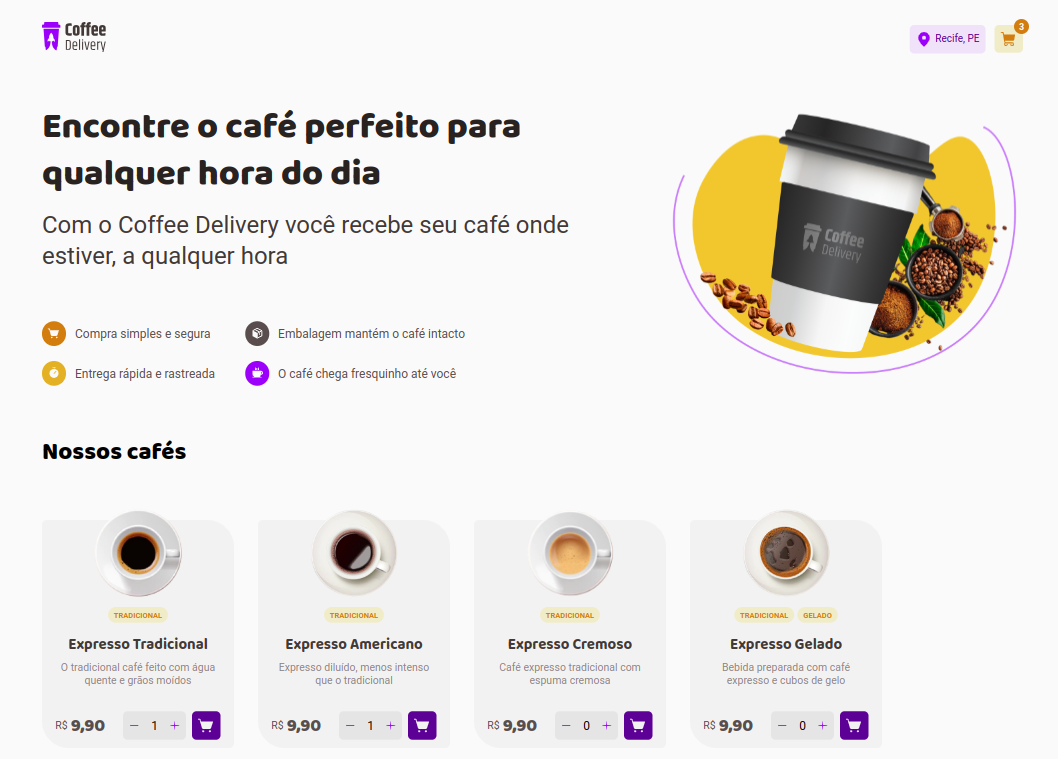 Coffee
Delivery
Recife, PE
3
Encontre o café perfeito para
qualquer hora do dia
Com o Coffee Delivery você recebe seu café onde
estiver, a qualquer hora
Compra simples e segura
Embalagem mantém o café intacto
Entrega rápida e rastreada
O café chega fresquinho até você
Coffee
Delivery
Nossos cafés
TRADICIONAL
Expresso Tradicional
O tradicional café feito com água
quente e grãos moídos
R$ 9,90 − 1 +
TRADICIONAL
Expresso Americano
Expresso diluído, menos intenso
que o tradicional
R$ 9,90 − 1 +
TRADICIONAL
Expresso Cremoso
Café expresso tradicional com
espuma cremosa
R$ 9,90 − 0 +
TRADICIONAL GELADO
Expresso Gelado
Bebida preparada com café
expresso e cubos de gelo
R$ 9,90 − 0 +